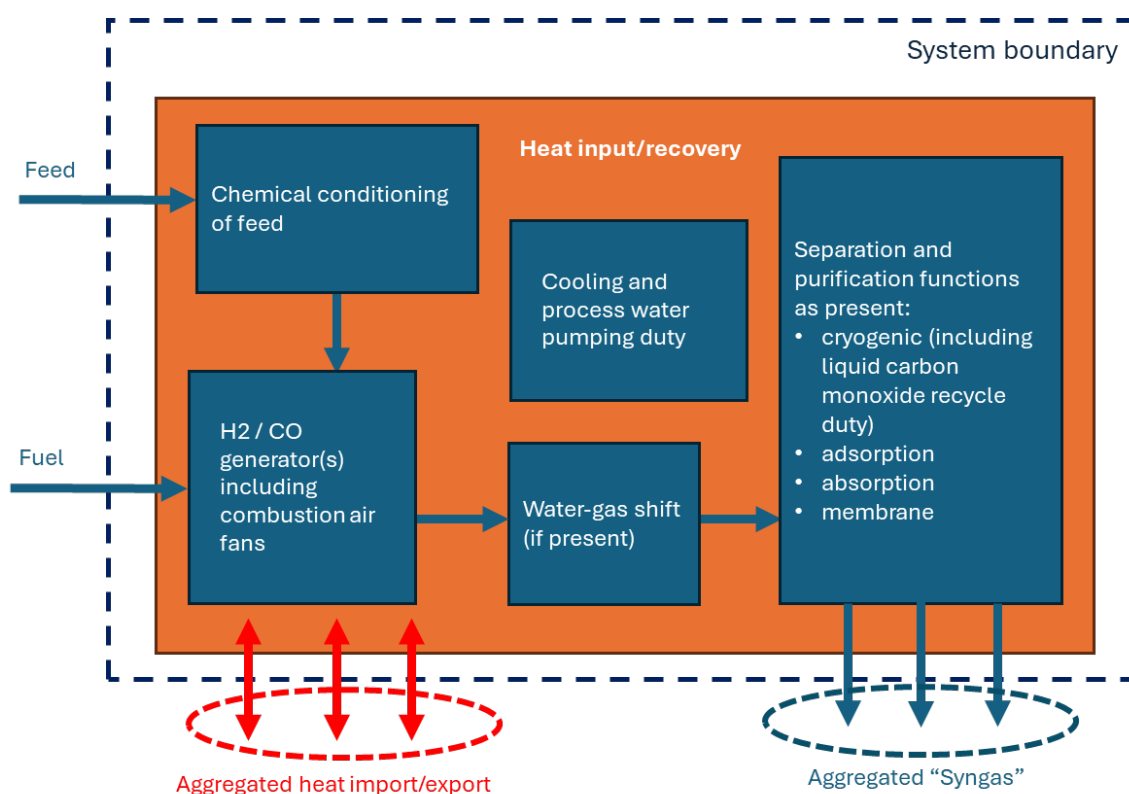 System boundary
Heat input/recovery
Feed
Chemical conditioning
of feed
Cooling and
process water
pumping duty
Separation and
purification functions
as present:
• cryogenic (including
liquid carbon
monoxide recycle
duty)
• adsorption
• absorption
• membrane
Fuel
H2 / CO
generator(s)
including
combustion air
fans
Water-gas shift
(if present)
Aggregated heat import/export
Aggregated “Syngas”